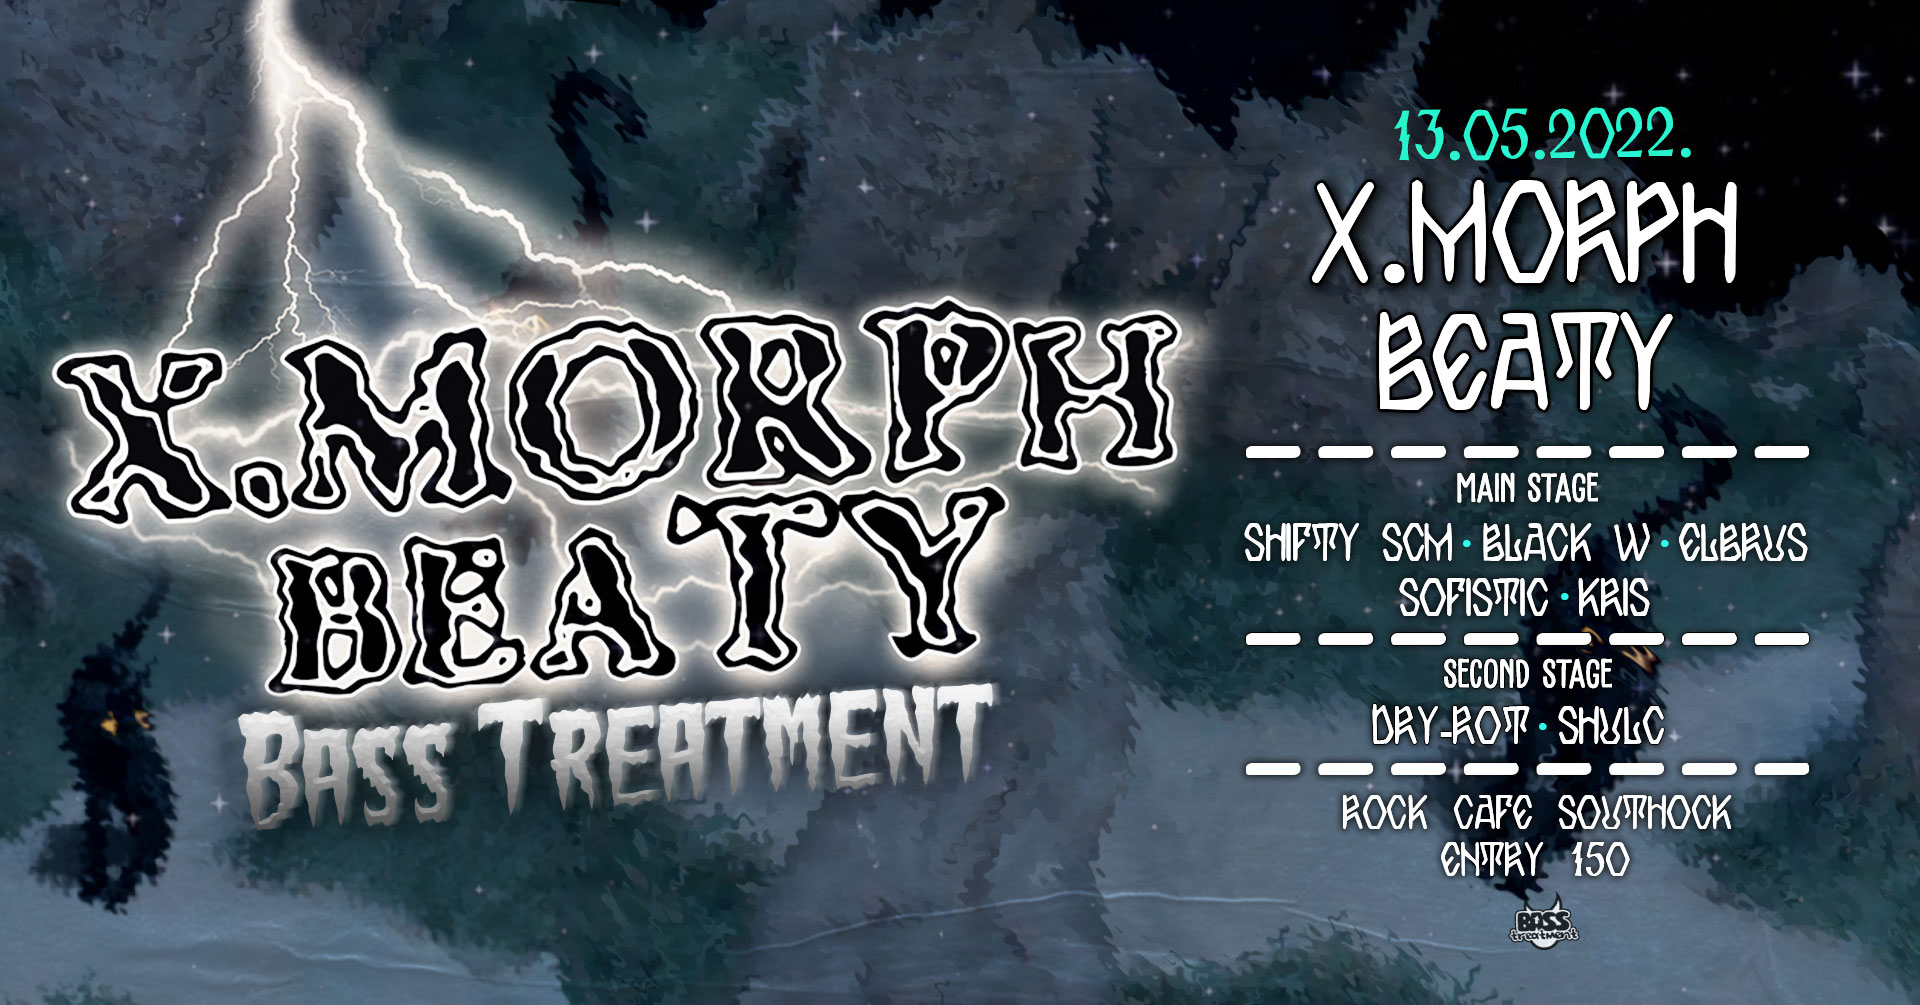 X.MORPH
BEATY
BASS TREATMENT
13.05.2022.
X.MORPH
BEATY
MAIN STAGE
SHIFTY SCM · BLACK W · ELBRUS
SOFISTIC · KRIS
SECOND STAGE
DRY-ROT · SHULC
ROCK CAFE SOUTHOCK
ENTRY 150
BASS
treatment